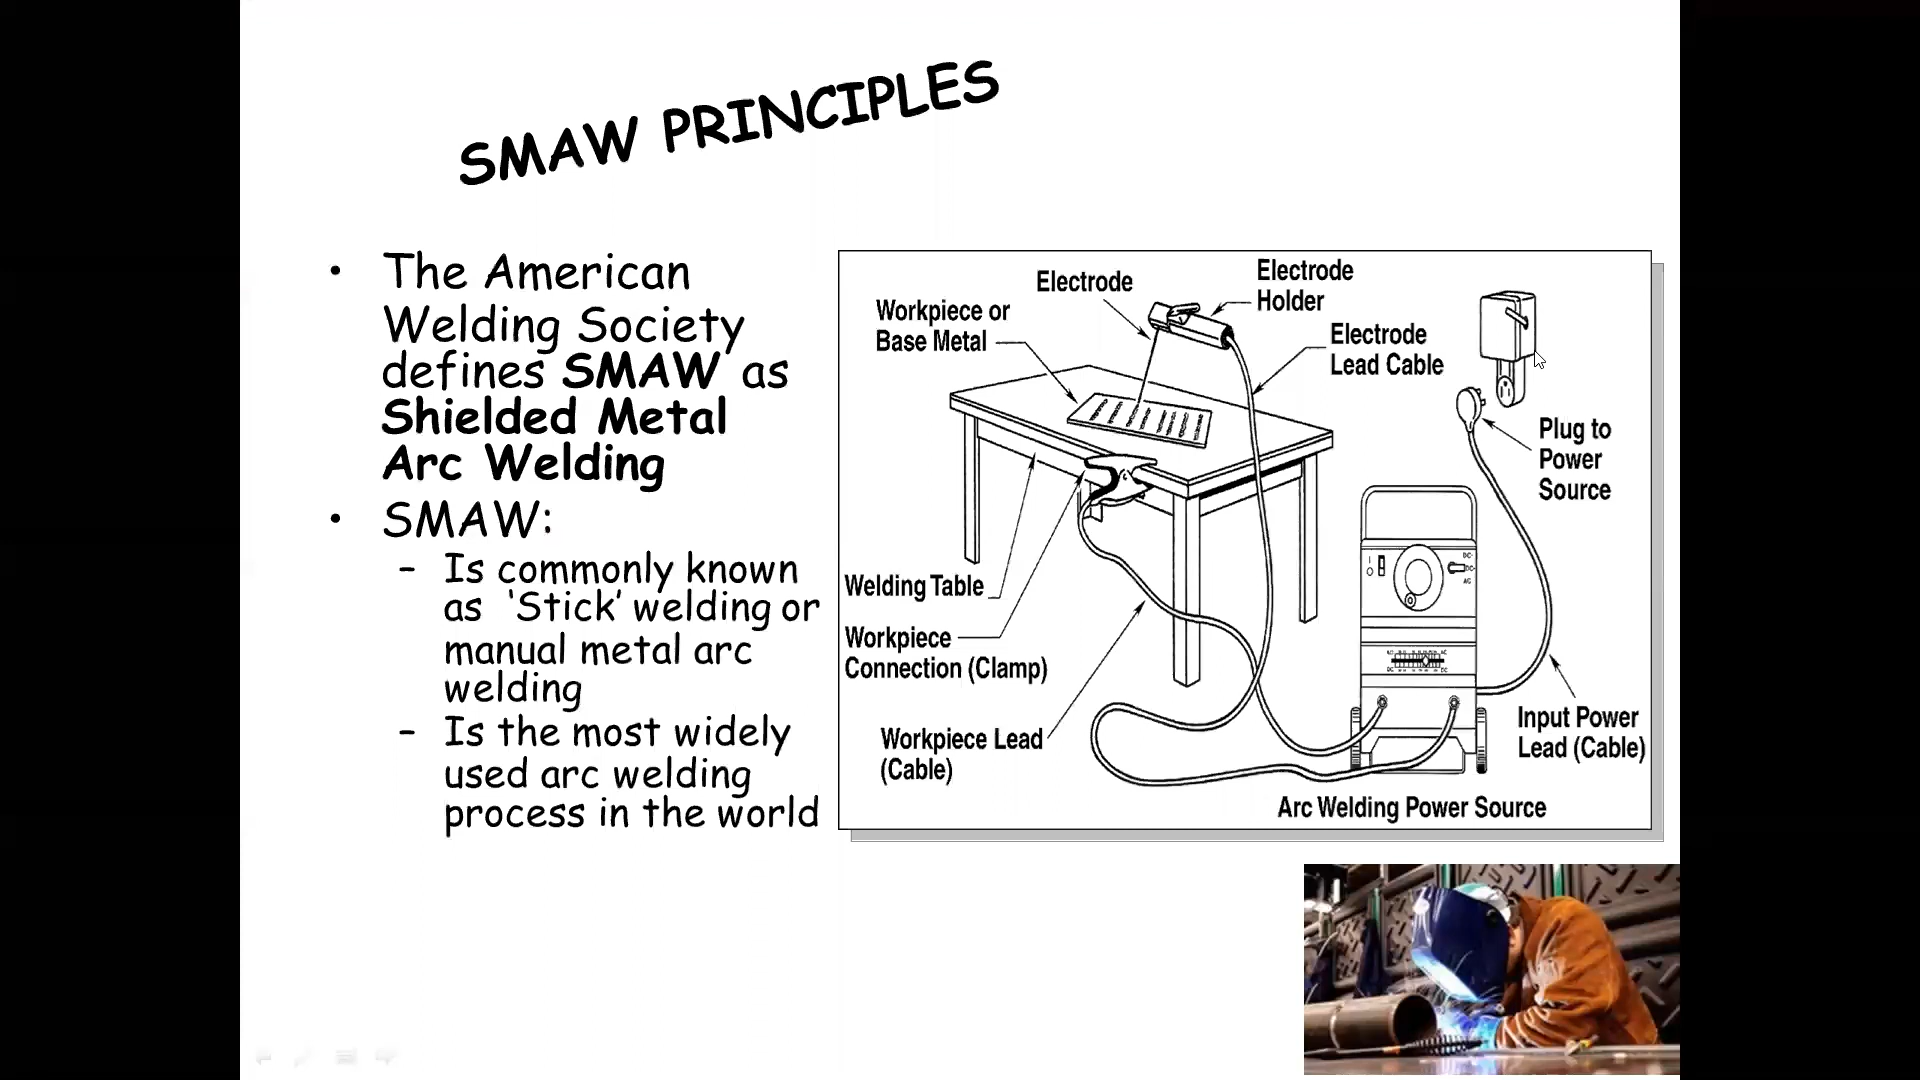 SMAW PRINCIPLES
• The American
Welding Society
defines SMAW as
Shielded Metal
Arc Welding
• SMAW:
– Is commonly known
as ‘Stick’ welding or
manual metal arc
welding
– Is the most widely
used arc welding
process in the world
Electrode
Electrode
Holder
Workpiece or
Base Metal
Electrode
Lead Cable
Plug to
Power
Source
Welding Table
Workpiece
Connection (Clamp)
Workpiece Lead
(Cable)
Input Power
Lead (Cable)
Arc Welding Power Source